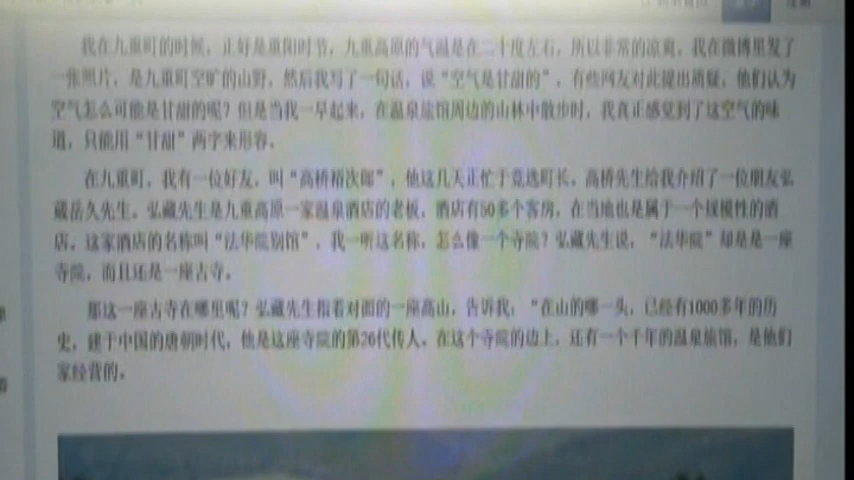 我在九重町的时候，正好是重阳时节，九重高原的气温是在二十度左右，所以非常的凉爽。我在微博里发了
一张照片，是九重町空旷的山野，然后我写了一句话，说“空气是甘甜的”，有些网友对此提出质疑，他们认为
空气怎么可能是甘甜的呢？但是当我一早起来，在温泉旅馆周边的山林中散步时，我真正感觉到了这空气的味
道，只能用“甘甜”两字来形容。
在九重町，我有一位好友，叫“高桥裕次郎”，他这几天正忙于竞选町长。高桥先生给我介绍了一位朋友弘
藏岳久先生。弘藏先生是九重高原一家温泉酒店的老板，酒店有50多个客房，在当地也是属于一个规模性的酒
店。这家酒店的名称叫“法华院别馆”，我一听这名称，怎么像一个寺院？弘藏先生说，“法华院”却是是一座
寺院，而且还是一座古寺。
那这一座古寺在哪里呢？弘藏先生指着对面的一座高山，告诉我：“在山的哪一头，已经有1000多年的历
史，建于中国的唐朝时代，他是这座寺院的第26代传人。在这个寺院的边上，还有一个千年的温泉旅馆，是他们
家经营的。